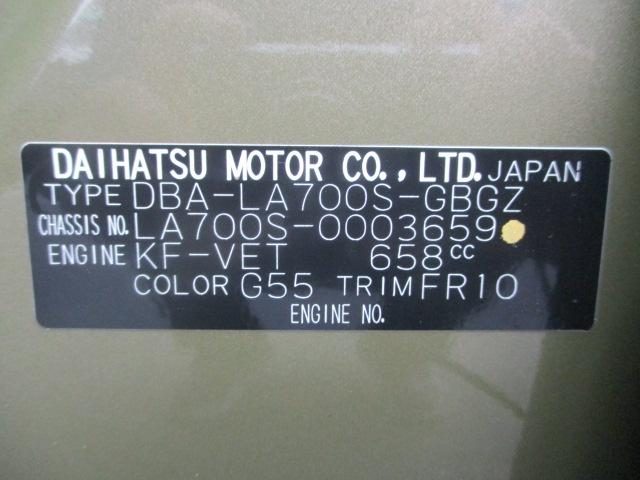 DAIHATSU MOTOR CO., LTD. JAPAN
TYPE DBA-LA700S-GBGZ
CHASSIS NO. LA700S-0003659
ENGINE KF-VET 658cc
COLOR G55 TRIM FR10
ENGINE NO.